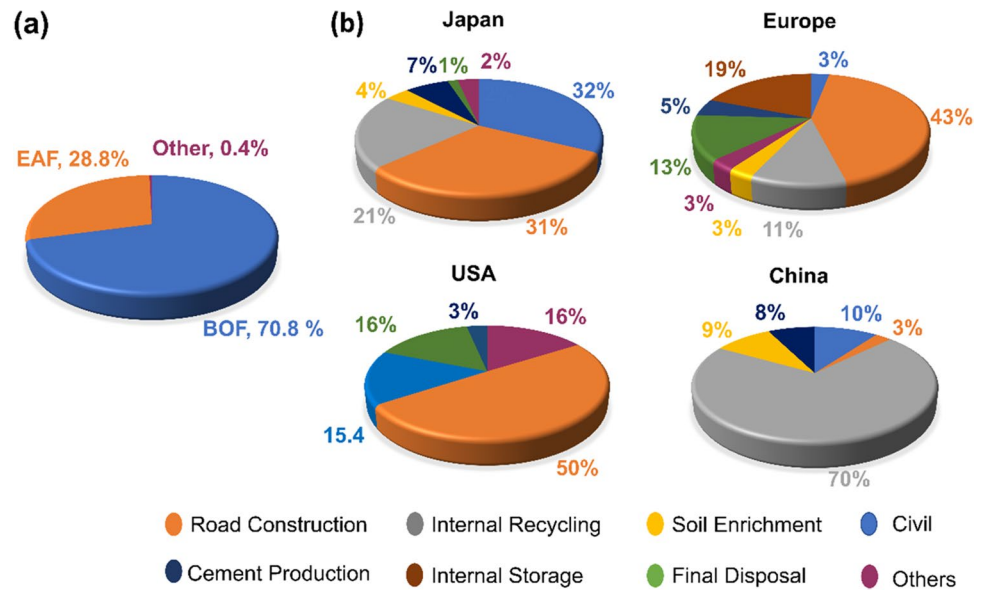 (a)
EAF, 28.8%
Other, 0.4%
BOF, 70.8 %
(b)
Japan
7%
1%
2%
4%
32%
21%
31%
Europe
19%
3%
5%
43%
13%
3%
3%
11%
USA
3%
16%
16%
15.4
50%
China
8%
10%
9%
3%
70%
Road Construction
Internal Recycling
Soil Enrichment
Civil
Cement Production
Internal Storage
Final Disposal
Others